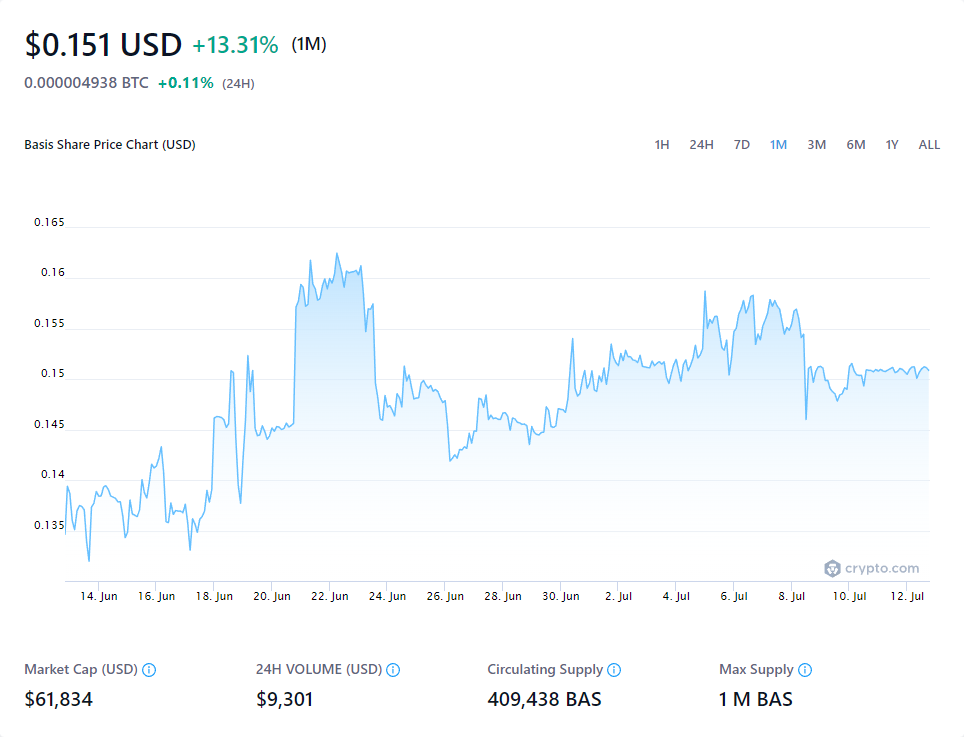 $0.151 USD +13.31% (1M)
0.000004938 BTC +0.11% (24H)
Basis Share Price Chart (USD) 1H 24H 7D 1M 3M 6M 1Y ALL
0.165
0.16
0.155
0.15
0.145
0.14
0.135
crypto.com
14. Jun 16. Jun 18. Jun 20. Jun 22. Jun 24. Jun 26. Jun 28. Jun 30. Jun 2. Jul 4. Jul 6. Jul 8. Jul 10. Jul 12. Jul
Market Cap (USD) 24H VOLUME (USD) Circulating Supply Max Supply
$61,834 $9,301 409,438 BAS 1 M BAS